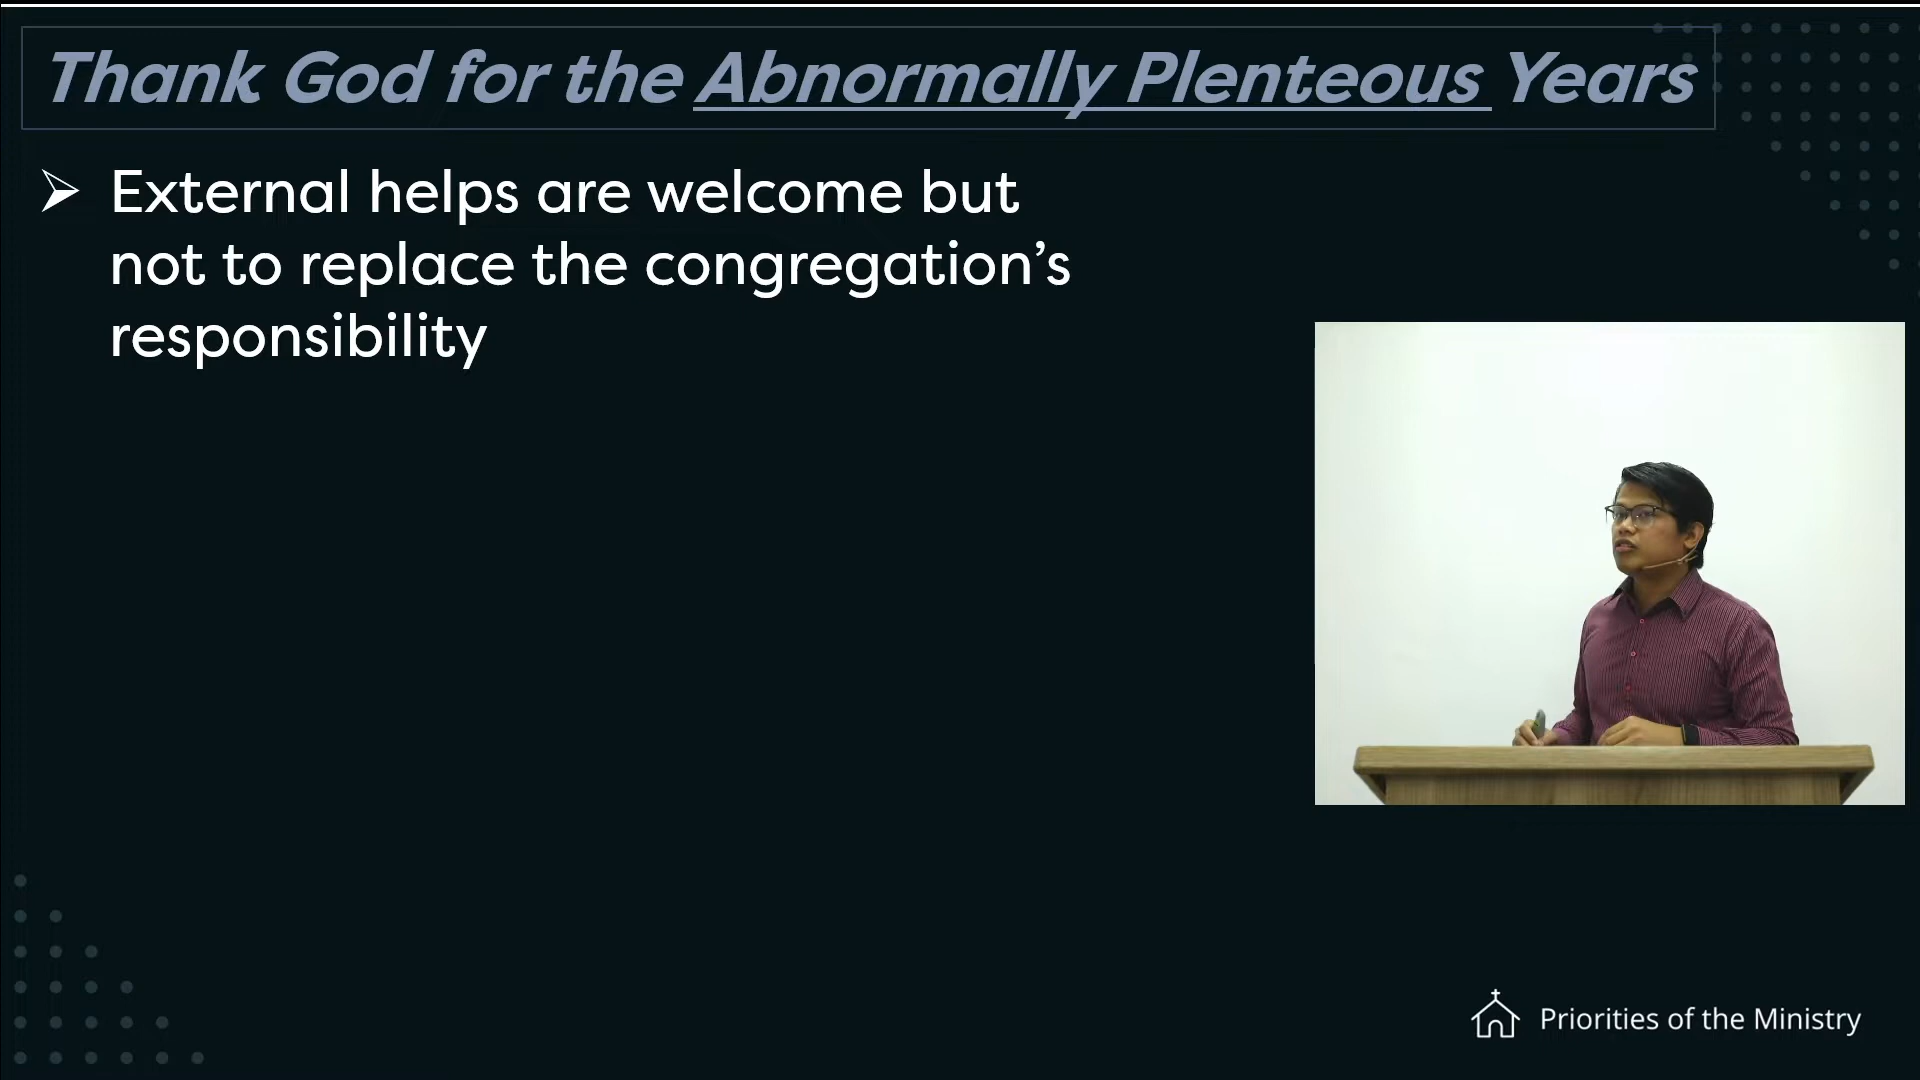 Thank God for the Abnormally Plenteous Years
External helps are welcome but
not to replace the congregation’s
responsibility
Priorities of the Ministry